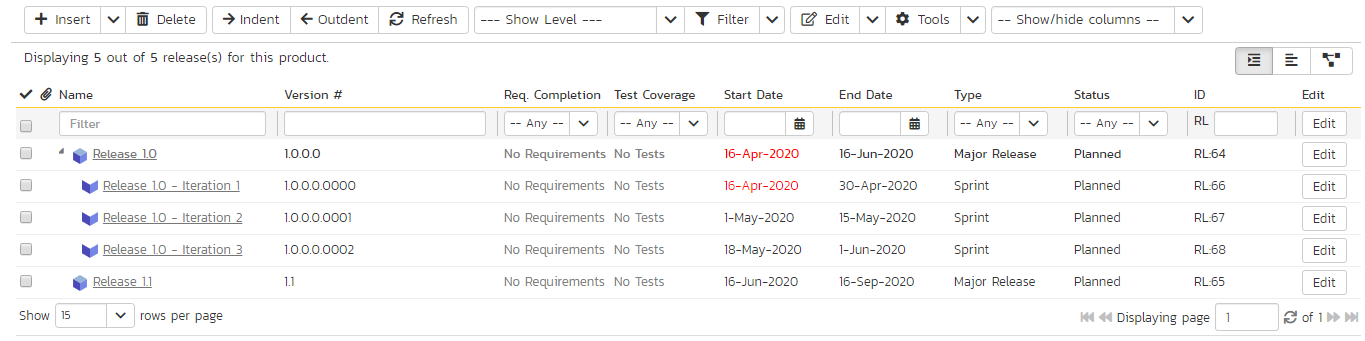 Insert Delete Indent Outdent Refresh --- Show Level --- Filter Edit Tools -- Show/hide columns --
Displaying 5 out of 5 release(s) for this product.
Name Version # Req. Completion Test Coverage Start Date End Date Type Status ID Edit
Filter -- Any -- -- Any -- -- Any -- -- Any -- RL Edit
Release 1.0 1.0.0.0 No Requirements No Tests 16-Apr-2020 16-Jun-2020 Major Release Planned RL:64 Edit
Release 1.0 - Iteration 1 1.0.0.0.0000 No Requirements No Tests 16-Apr-2020 30-Apr-2020 Sprint Planned RL:66 Edit
Release 1.0 - Iteration 2 1.0.0.0.0001 No Requirements No Tests 1-May-2020 15-May-2020 Sprint Planned RL:67 Edit
Release 1.0 - Iteration 3 1.0.0.0.0002 No Requirements No Tests 18-May-2020 1-Jun-2020 Sprint Planned RL:68 Edit
Release 1.1 1.1 No Requirements No Tests 16-Jun-2020 16-Sep-2020 Major Release Planned RL:65 Edit
Show 15 rows per page Displaying page 1 of 1